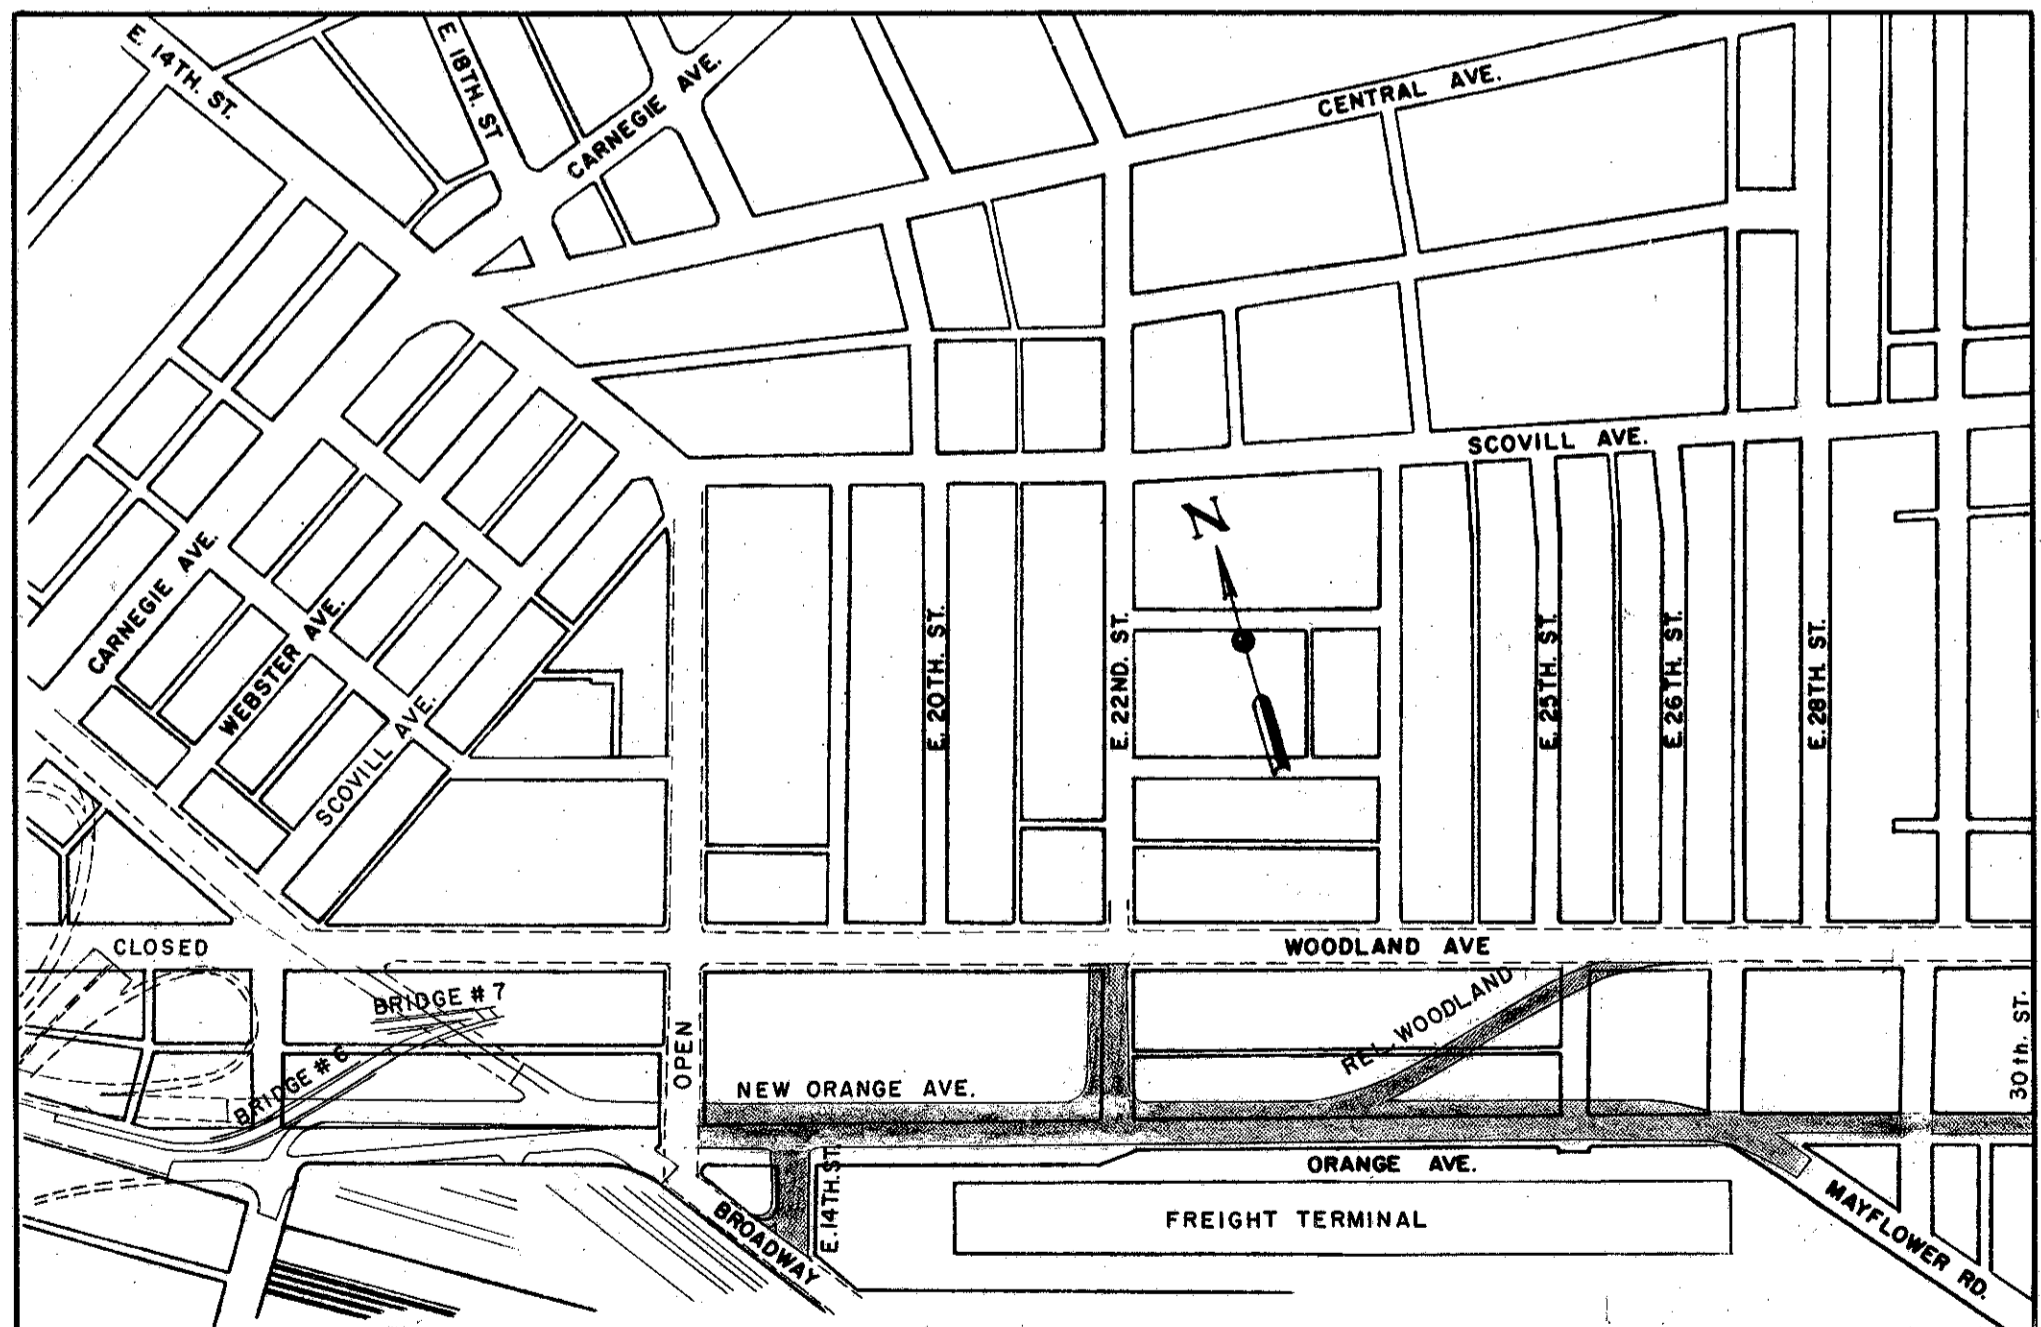 E. 14TH. ST.
E 18TH. ST
CARNEGIE AVE.
CENTRAL AVE.
SCOVILL AVE.
N
CARNEGIE AVE.
WEBSTER AVE.
SCOVILL AVE.
E. 20TH. ST.
E. 22ND. ST.
E. 25TH. ST.
E. 26TH. ST.
E. 28TH. ST.
CLOSED
WOODLAND AVE
BRIDGE # 7
BRIDGE # 6
OPEN
REL. WOODLAND
30th. ST.
NEW ORANGE AVE.
ORANGE AVE.
E. 14TH. ST.
BROADWAY
FREIGHT TERMINAL
MAYFLOWER RD.